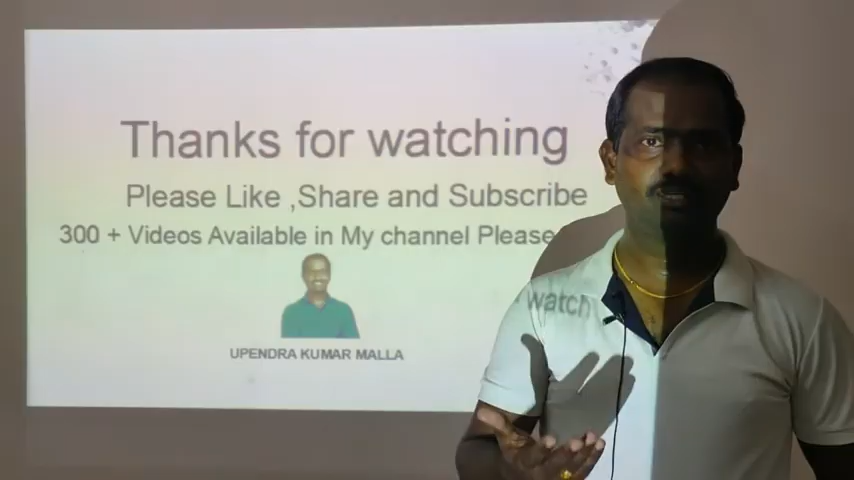 Thanks for watching
Please Like ,Share and Subscribe
300 + Videos Available in My channel Please watch
UPENDRA KUMAR MALLA